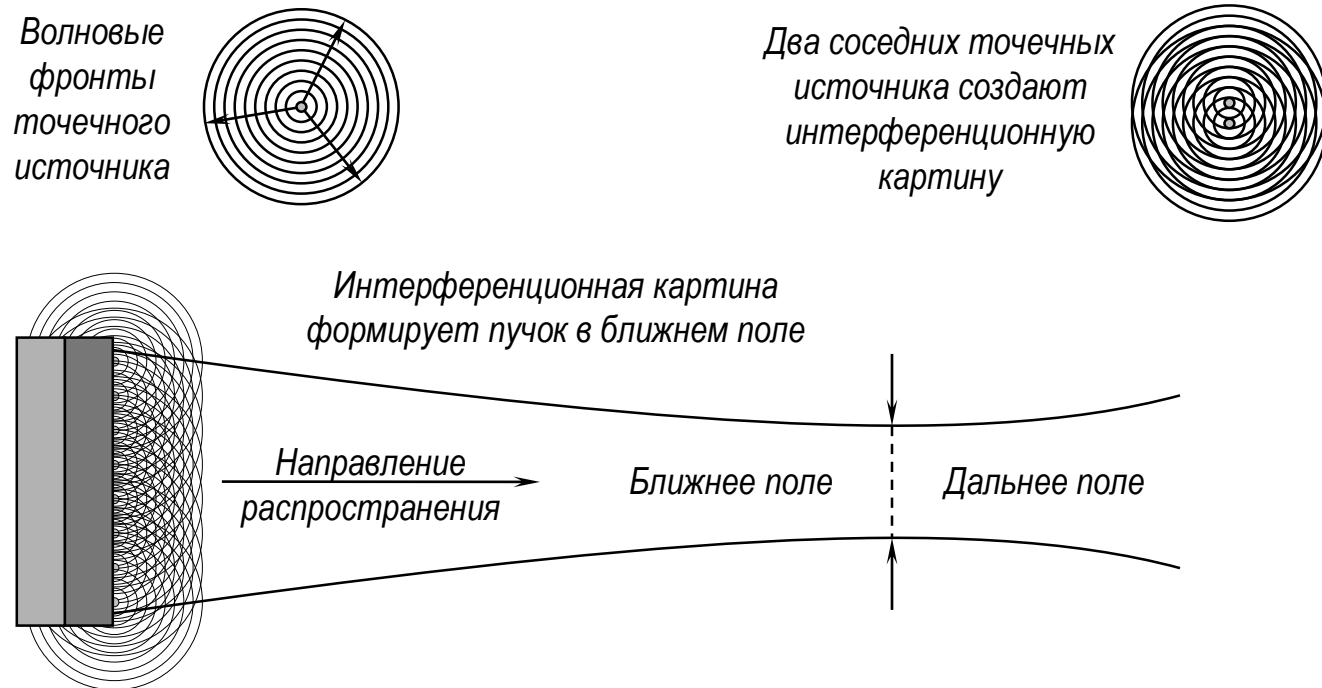 Волновые
фронты
точечного
источника
Два соседних точечных
источника создают
интерференционную
картину
Интерференционная картина
формирует пучок в ближнем поле
Направление
распространения
Ближнее поле
Дальнее поле